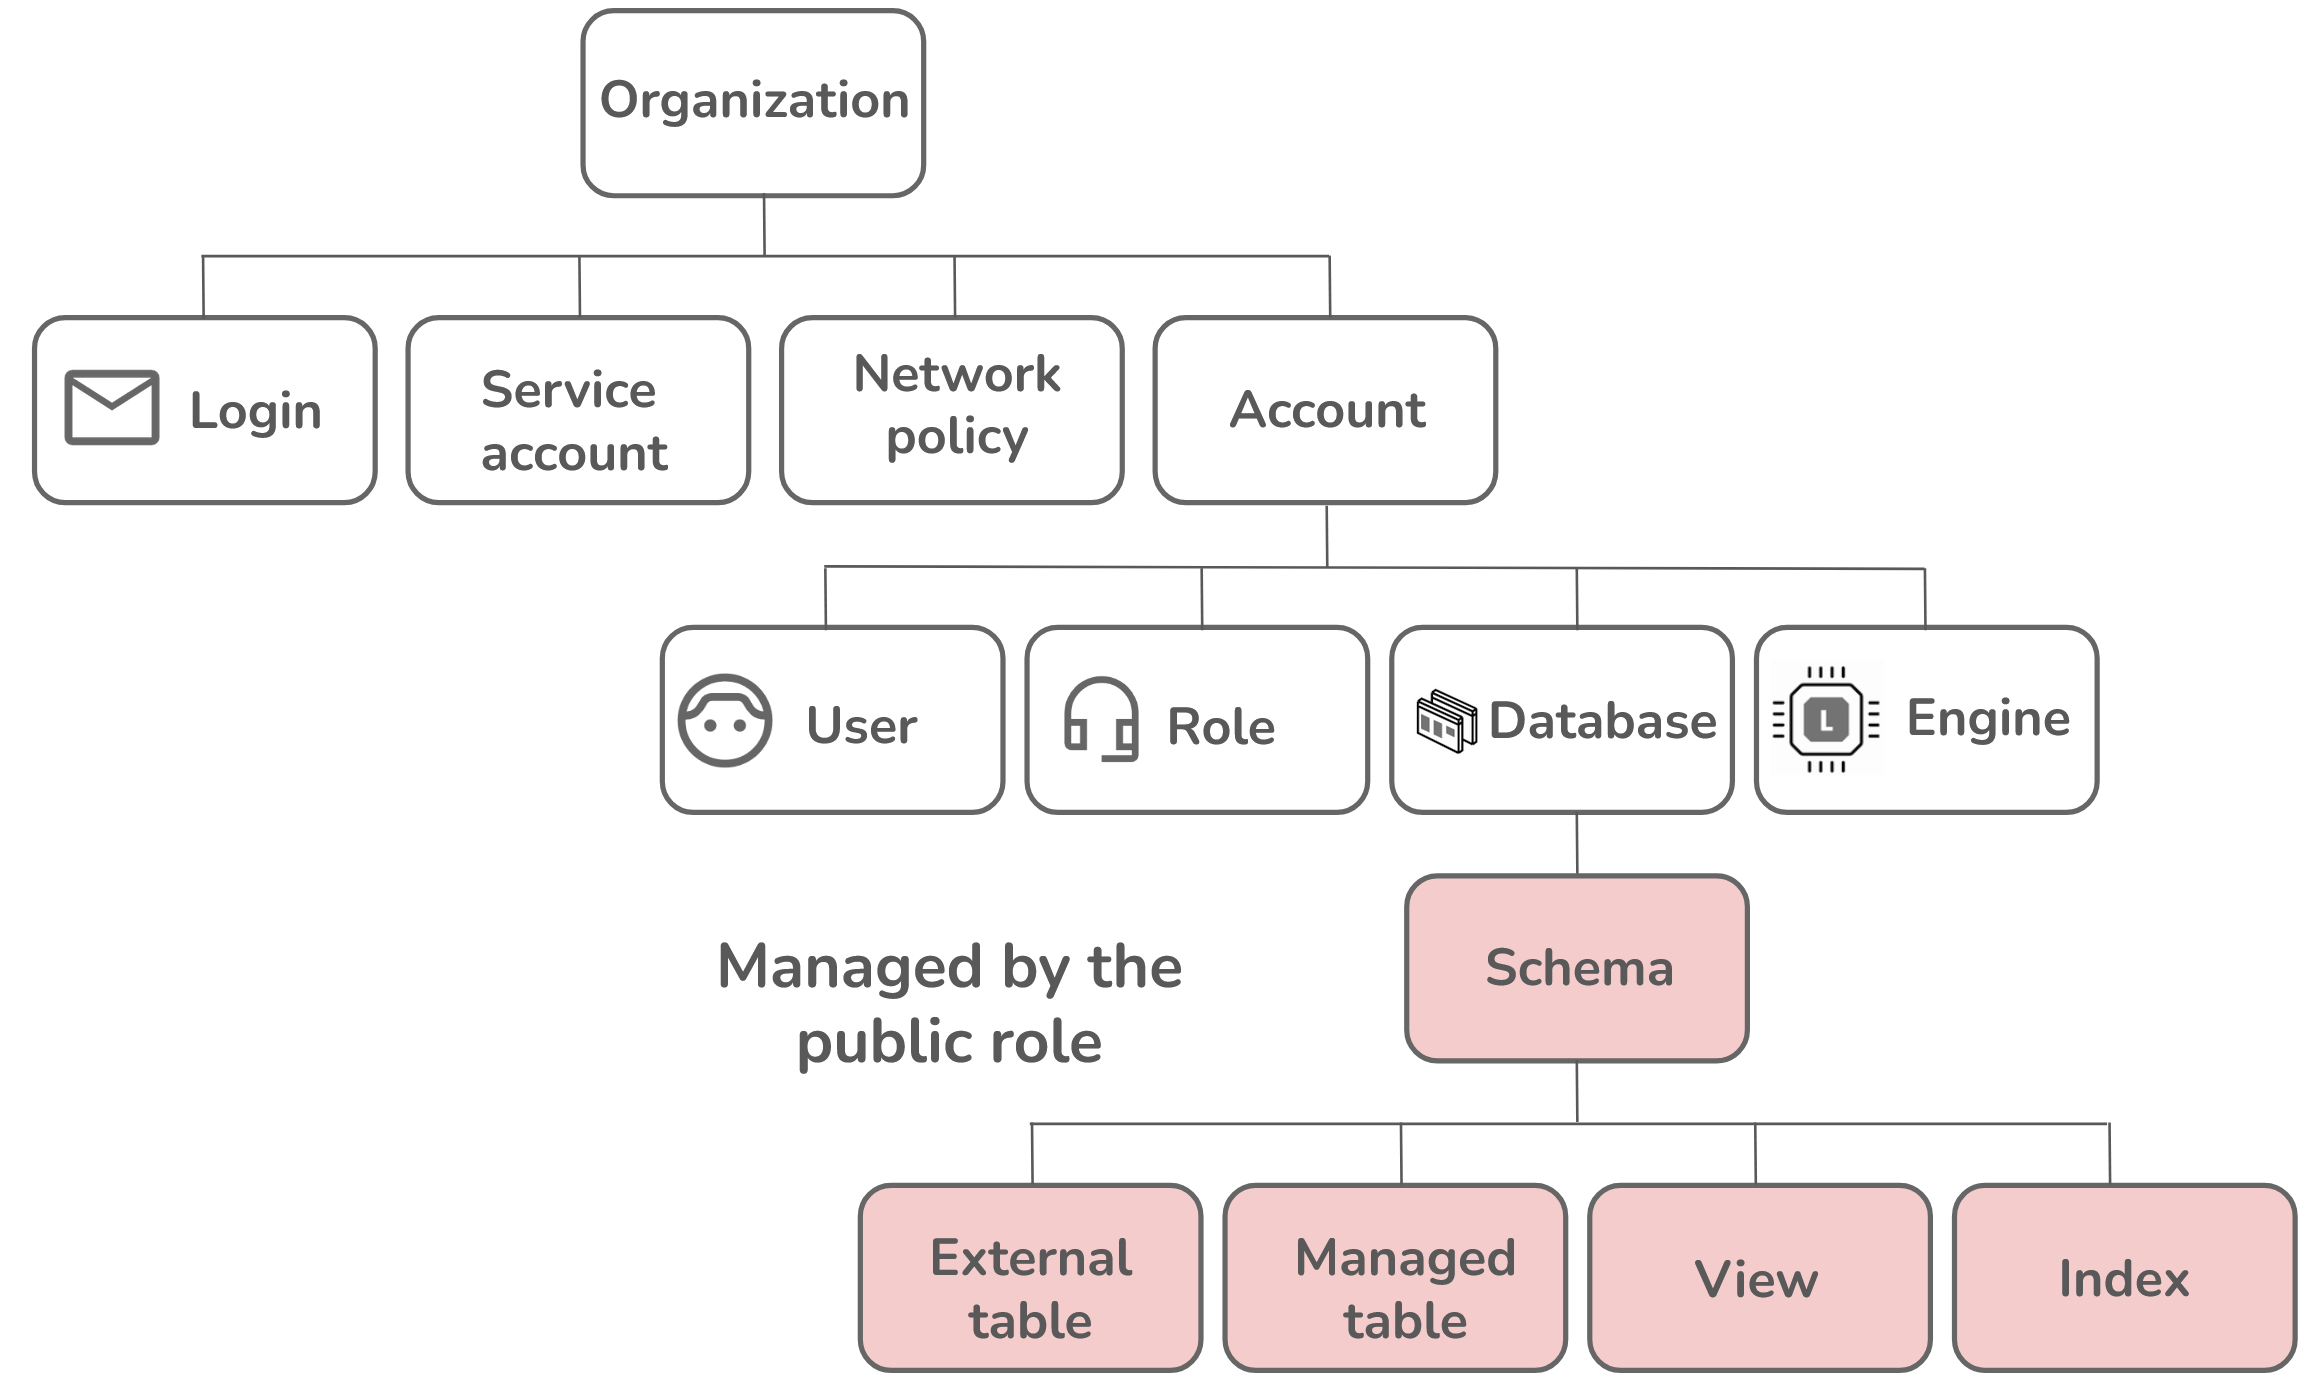 Organization
Login
Service
account
Network
policy
Account
User
Role
Database
L
Engine
Managed by the
public role
Schema
External
table
Managed
table
View
Index